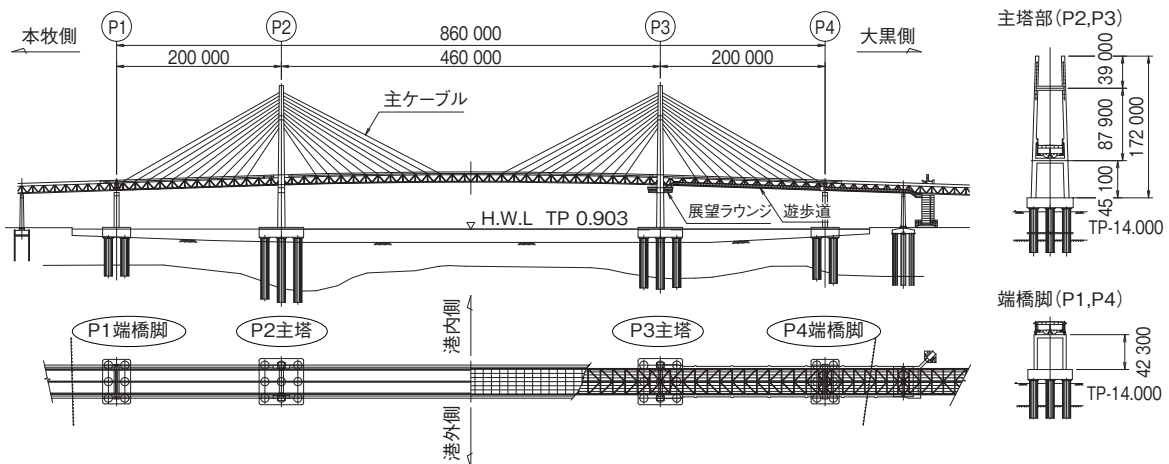 P1
P2
P3
P4
本牧側
860 000
大黒側
200 000
460 000
200 000
主ケーブル
展望ラウンジ
遊歩道
H.W.L TP 0.903
P1端橋脚
P2主塔
港内側
P3主塔
P4端橋脚
港外側
主塔部(P2,P3)
39 000
87 900
172 000
45 100
TP-14.000
端橋脚(P1,P4)
42 300
TP-14.000